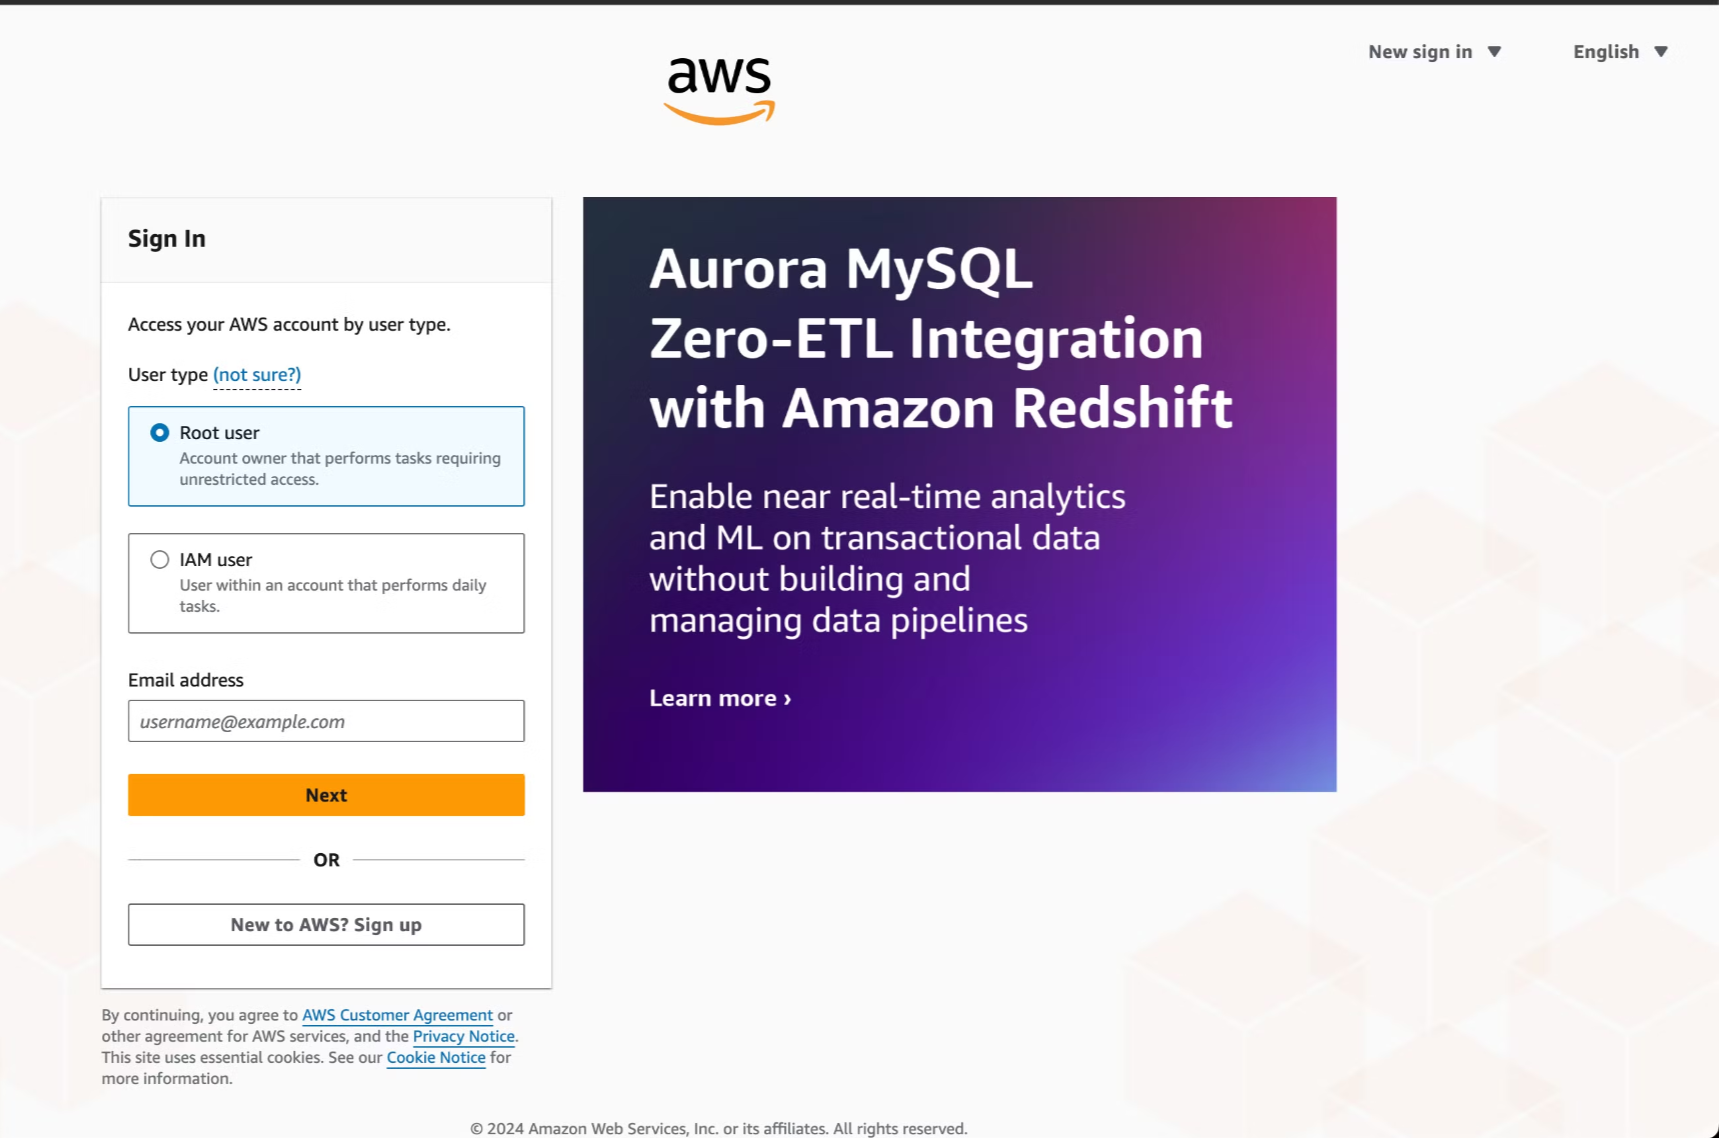 aws
New sign in
English
Sign In
Access your AWS account by user type.
User type (not sure?)
Root user
Account owner that performs tasks requiring
unrestricted access.
IAM user
User within an account that performs daily
tasks.
Email address
username@example.com
Next
OR
New to AWS? Sign up
By continuing, you agree to AWS Customer Agreement or
other agreement for AWS services, and the Privacy Notice.
This site uses essential cookies. See our Cookie Notice for
more information.
Aurora MySQL
Zero-ETL Integration
with Amazon Redshift
Enable near real-time analytics
and ML on transactional data
without building and
managing data pipelines
Learn more ›
© 2024 Amazon Web Services, Inc. or its affiliates. All rights reserved.